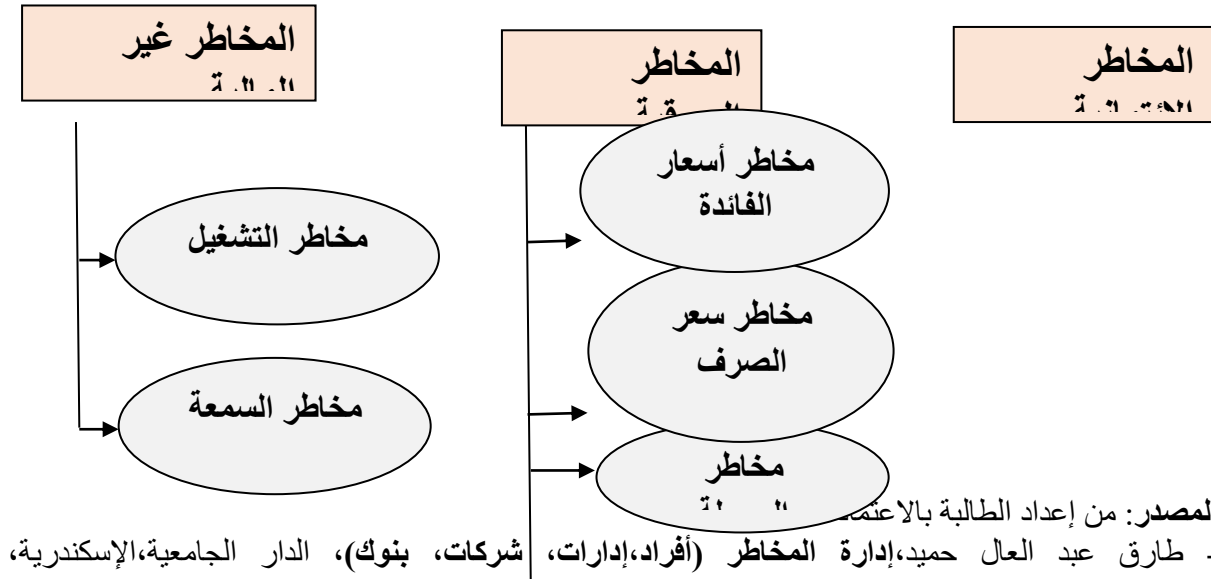 المخاطر
المخاطر
المخاطر غير
مخاطر أسعار
الفائدة
مخاطر التشغيل
مخاطر سعر
الصرف
مخاطر السمعة
مخاطر
المصدر: من إعداد الطالبة
- طارق عبد العال حميد،إدارة المخاطر (أفراد،إدارات، شركات، بنوك)، الدار الجامعية،الإسكندرية،